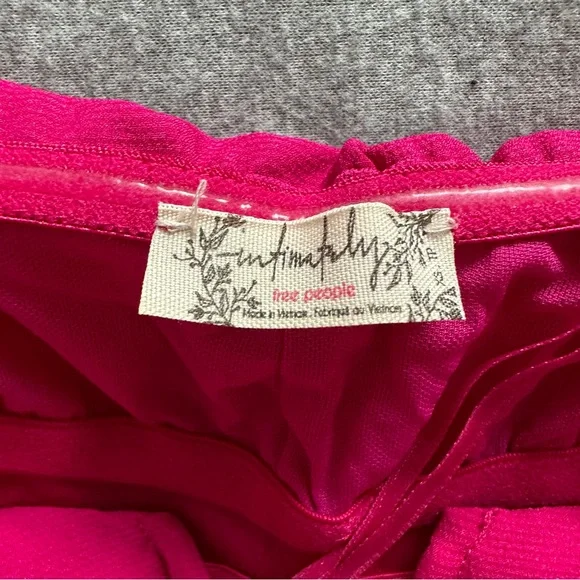 intimately
free people
Made in Vietnam. Fabriqué au Vietnam